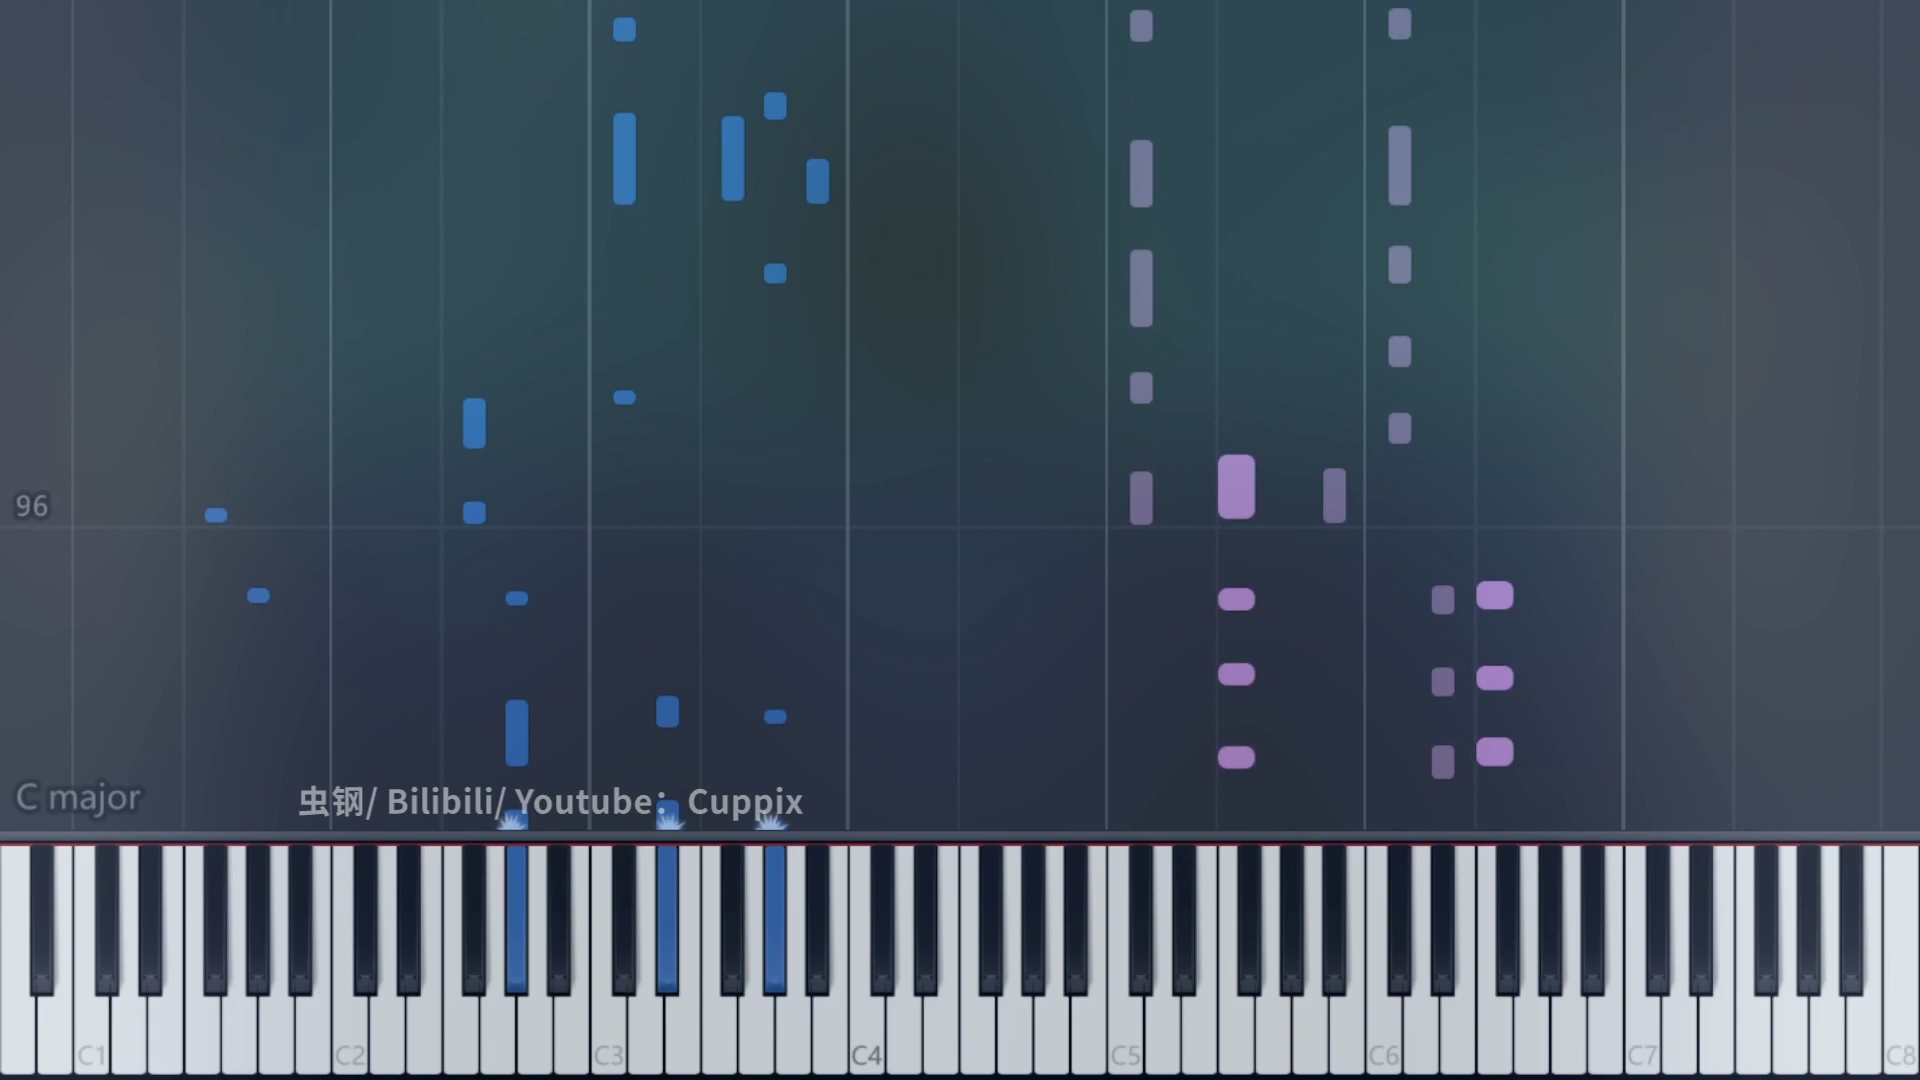 96
C major
虫钢/ Bilibili/ Youtube：Cuppix
C1 C2 C3 C4 C5 C6 C7 C8